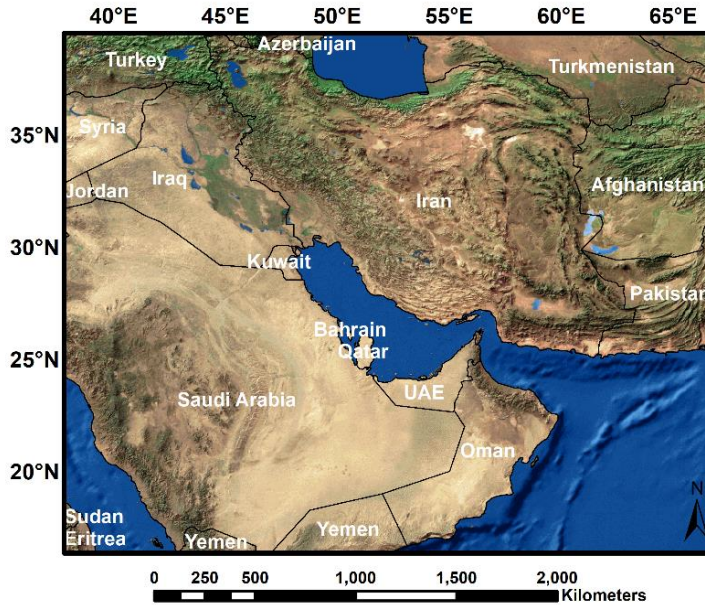 40°E 45°E 50°E 55°E 60°E 65°E
Azerbaijan
Turkey
Turkmenistan
35°N
Syria
Iraq
Afghanistan
Jordan
Iran
30°N
Kuwait
Pakistan
Bahrain
Qatar
25°N
UAE
Saudi Arabia
Oman
20°N
N
Sudan
Eritrea
Yemen
Yemen
0 250 500 1,000 1,500 2,000
Kilometers